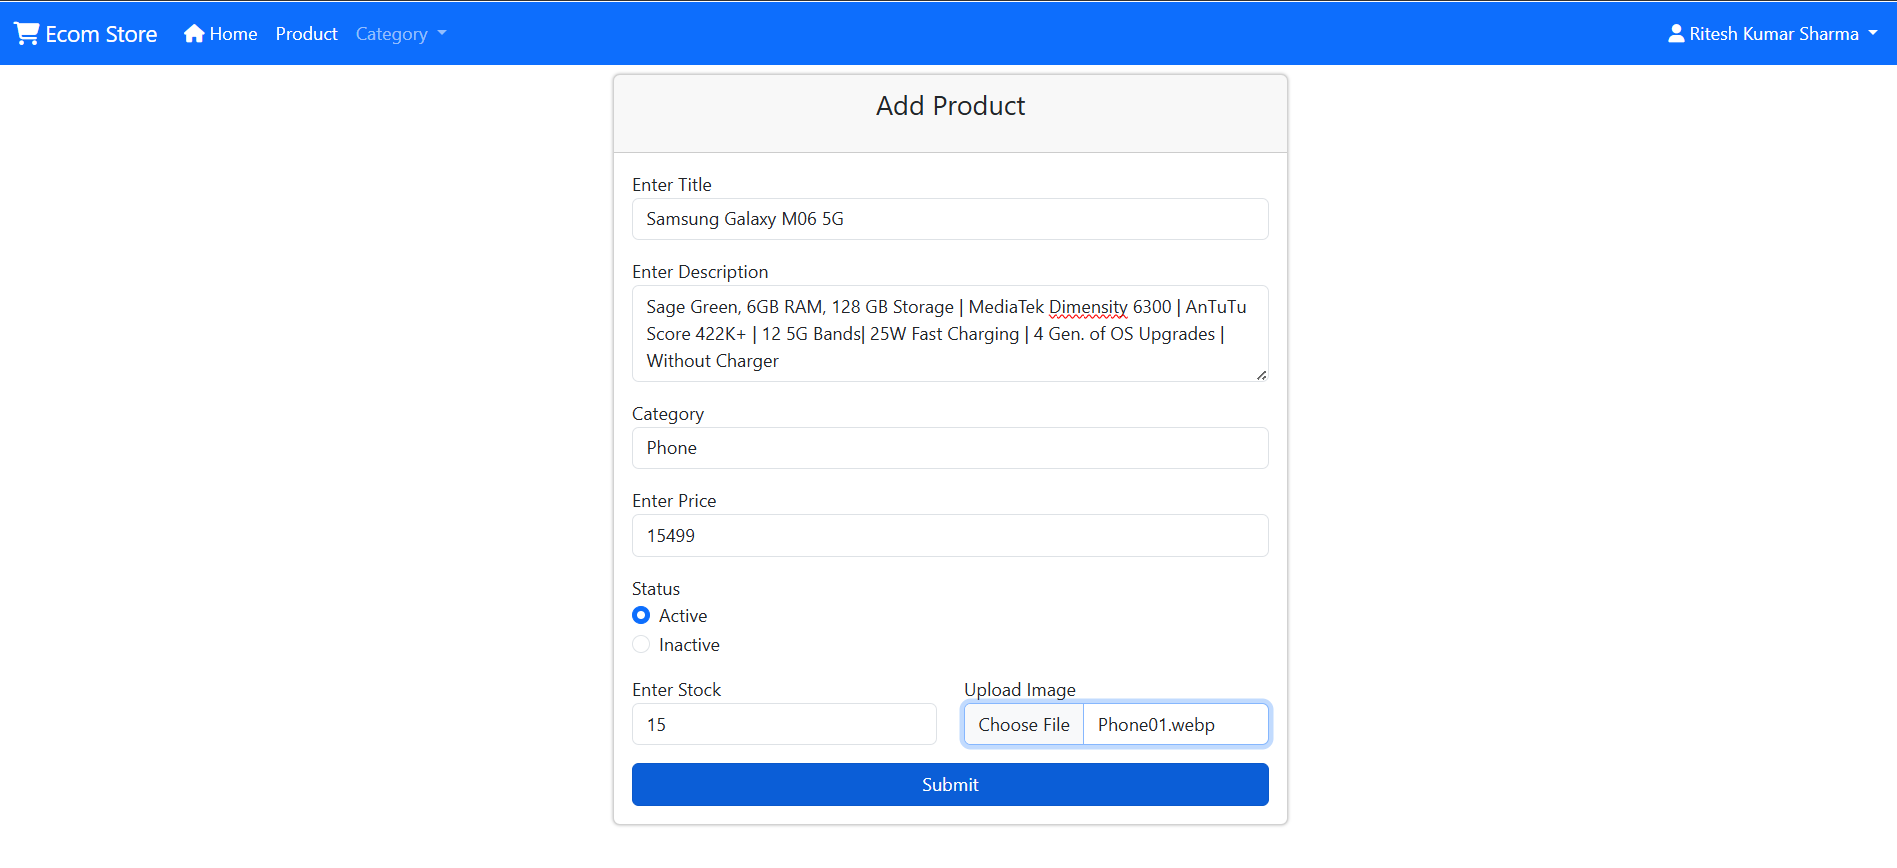 Ecom Store Home Product Category Ritesh Kumar Sharma
Add Product
Enter Title
Samsung Galaxy M06 5G
Enter Description
Sage Green, 6GB RAM, 128 GB Storage | MediaTek Dimensity 6300 | AnTuTu
Score 422K+ | 12 5G Bands| 25W Fast Charging | 4 Gen. of OS Upgrades |
Without Charger
Category
Phone
Enter Price
15499
Status
Active
Inactive
Enter Stock Upload Image
15 Choose File Phone01.webp
Submit